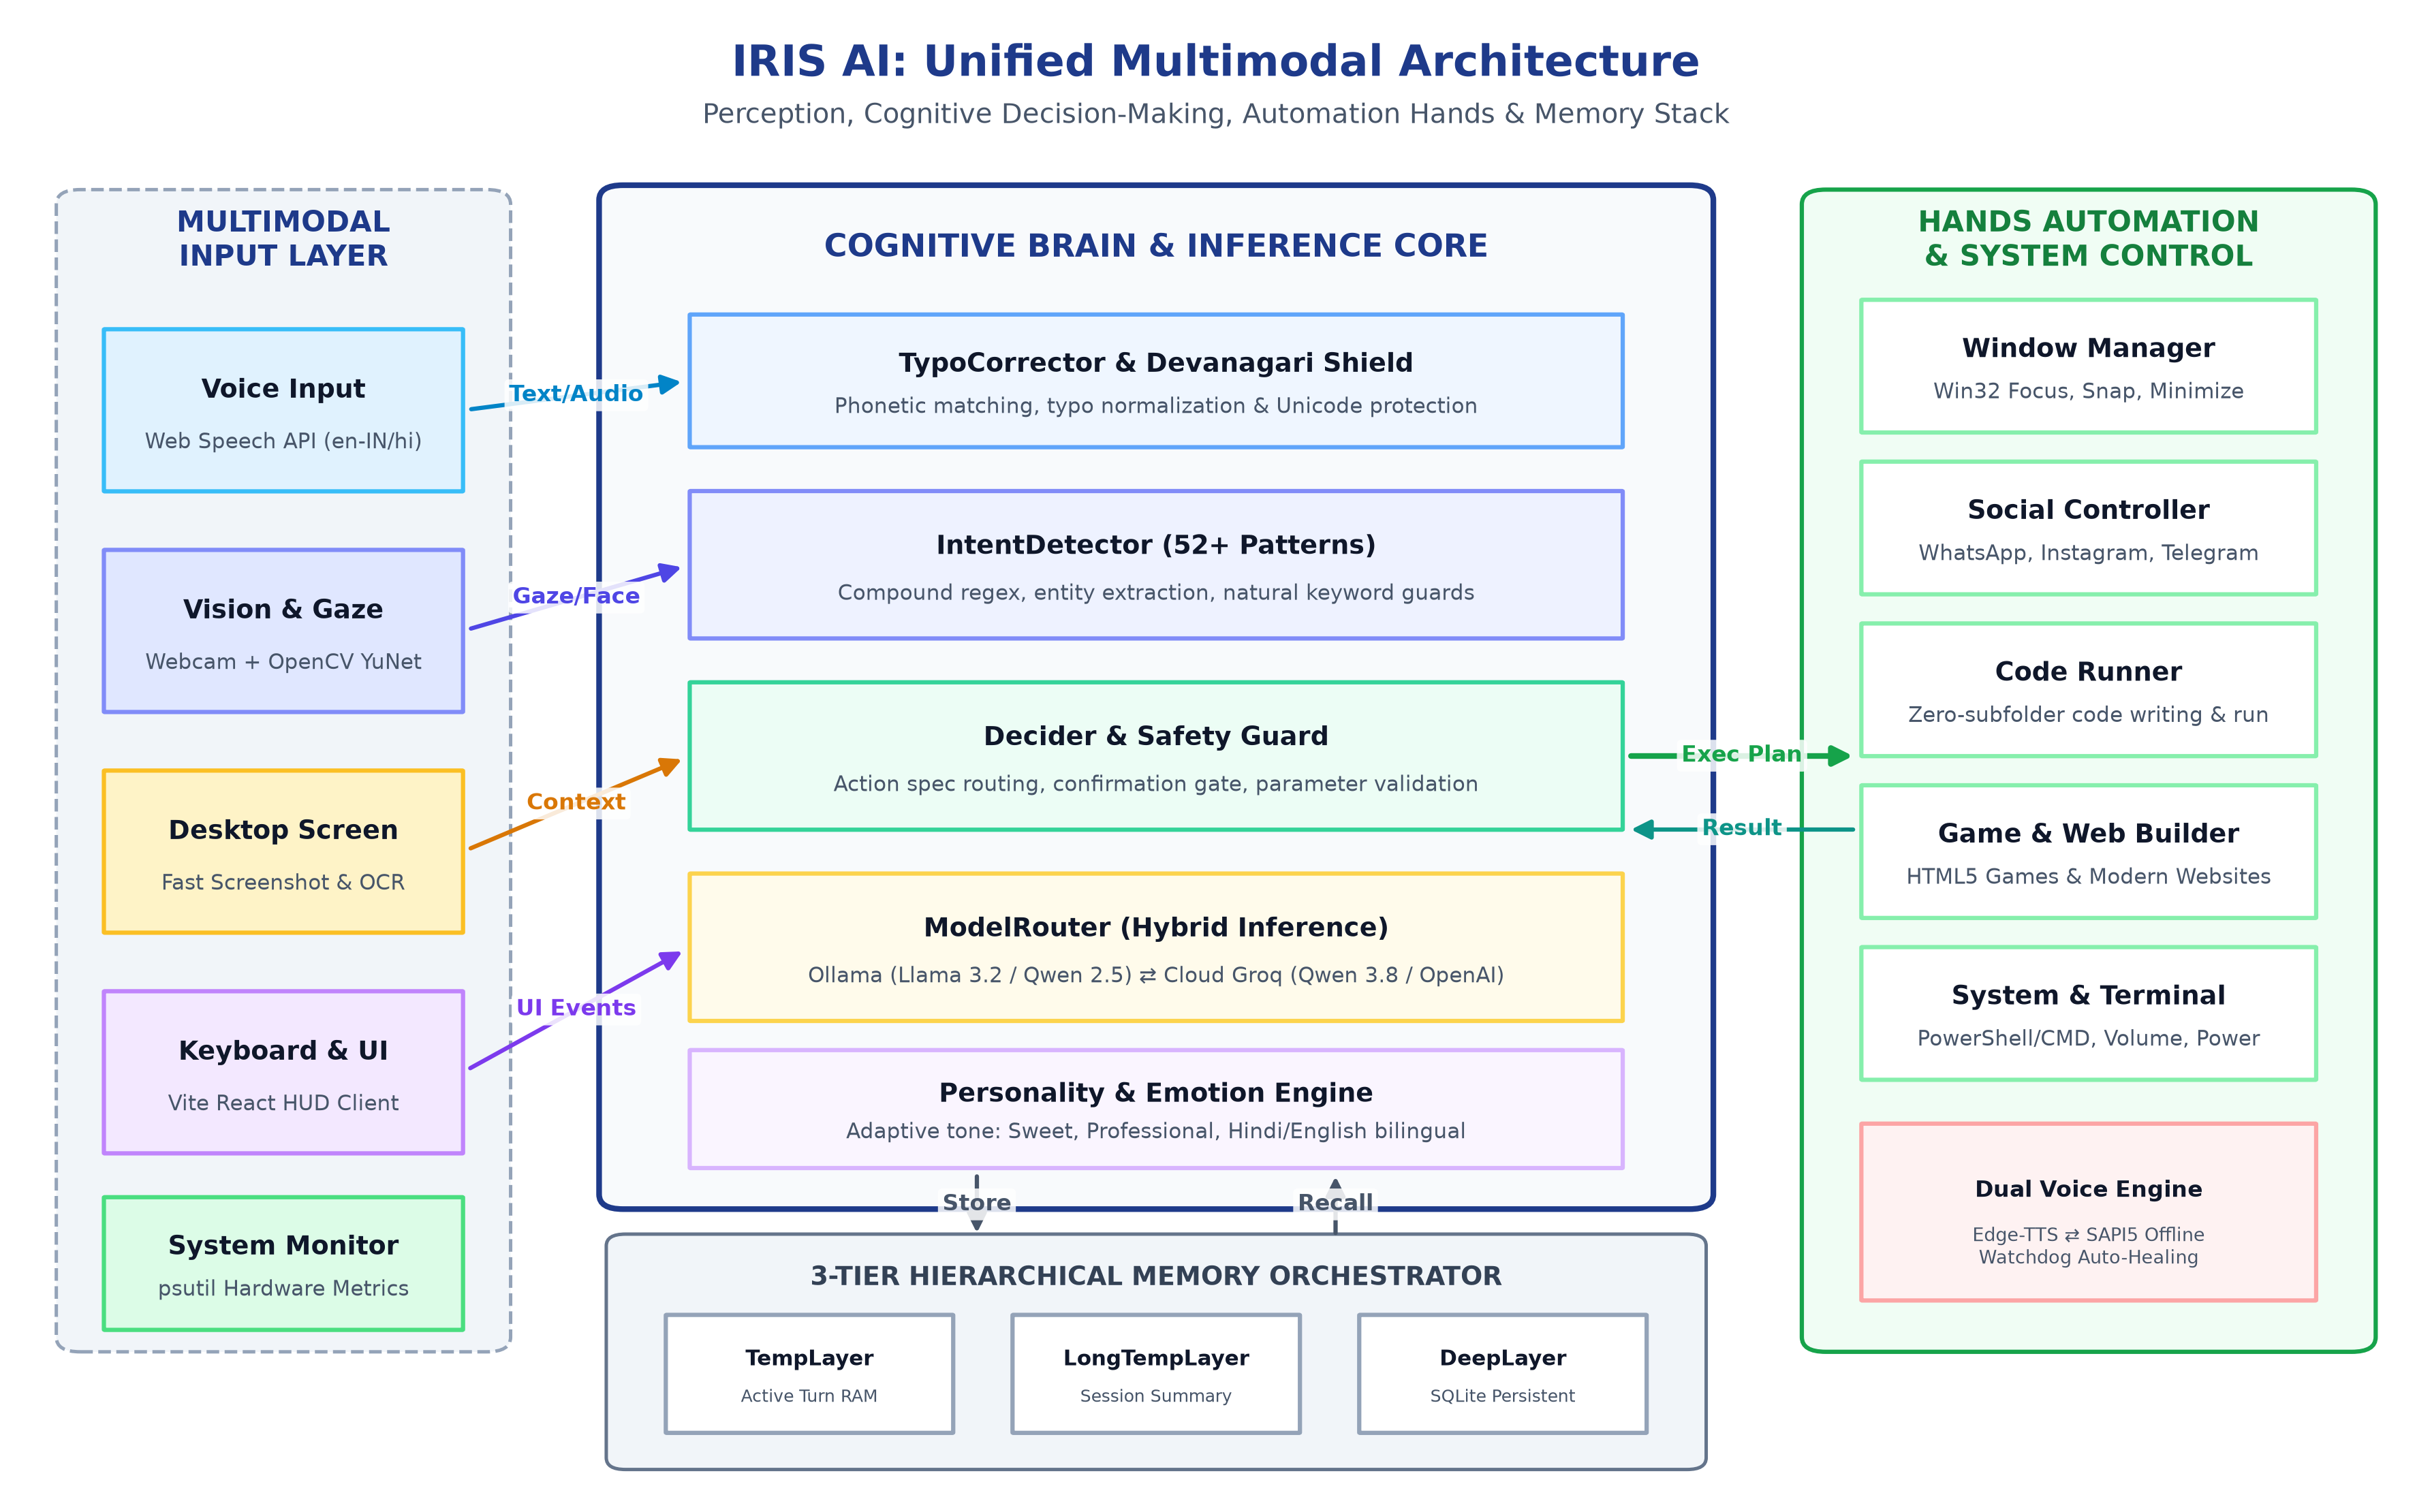 IRIS AI: Unified Multimodal Architecture
Perception, Cognitive Decision-Making, Automation Hands & Memory Stack
MULTIMODAL
INPUT LAYER
Voice Input
Web Speech API (en-IN/hi)
Vision & Gaze
Webcam + OpenCV YuNet
Desktop Screen
Fast Screenshot & OCR
Keyboard & UI
Vite React HUD Client
System Monitor
psutil Hardware Metrics
Text/Audio
Gaze/Face
Context
UI Events
COGNITIVE BRAIN & INFERENCE CORE
TypoCorrector & Devanagari Shield
Phonetic matching, typo normalization & Unicode protection
IntentDetector (52+ Patterns)
Compound regex, entity extraction, natural keyword guards
Decider & Safety Guard
Action spec routing, confirmation gate, parameter validation
ModelRouter (Hybrid Inference)
Ollama (Llama 3.2 / Qwen 2.5) ⇄ Cloud Groq (Qwen 3.8 / OpenAI)
Personality & Emotion Engine
Adaptive tone: Sweet, Professional, Hindi/English bilingual
Store
Recall
3-TIER HIERARCHICAL MEMORY ORCHESTRATOR
TempLayer
Active Turn RAM
LongTempLayer
Session Summary
DeepLayer
SQLite Persistent
Exec Plan
Result
HANDS AUTOMATION
& SYSTEM CONTROL
Window Manager
Win32 Focus, Snap, Minimize
Social Controller
WhatsApp, Instagram, Telegram
Code Runner
Zero-subfolder code writing & run
Game & Web Builder
HTML5 Games & Modern Websites
System & Terminal
PowerShell/CMD, Volume, Power
Dual Voice Engine
Edge-TTS ⇄ SAPI5 Offline
Watchdog Auto-Healing